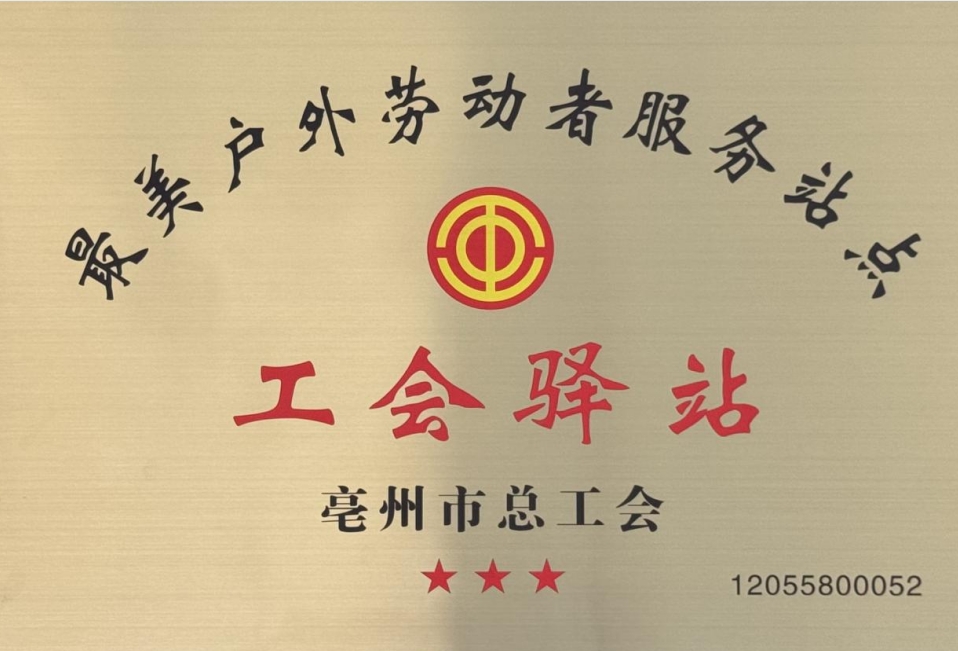 最美户外劳动者服务站点
工会驿站
亳州市总工会
★★★
12055800052